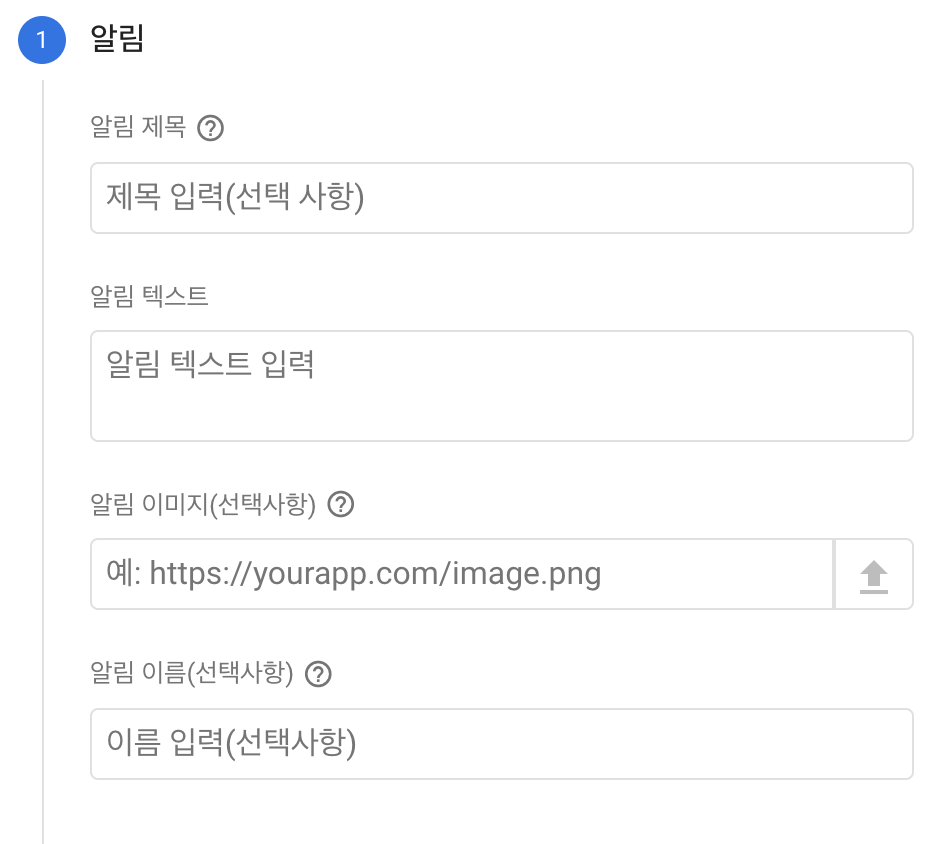 1 알림
알림 제목
제목 입력(선택 사항)
알림 텍스트
알림 텍스트 입력
알림 이미지(선택사항)
예: https://yourapp.com/image.png
알림 이름(선택사항)
이름 입력(선택사항)